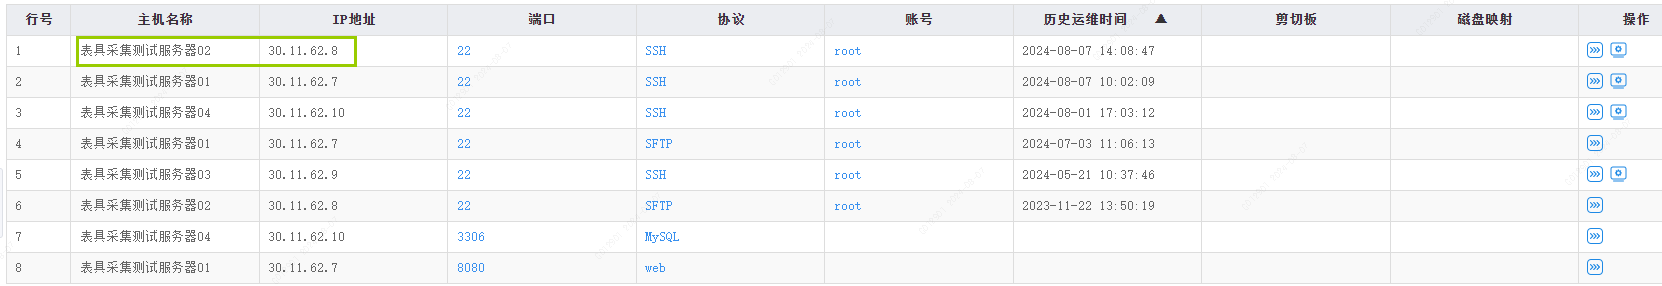 行号 主机名称 IP地址 端口 协议 账号 历史运维时间 ▲ 剪切板 磁盘映射 操作
1 表具采集测试服务器02 30.11.62.8 22 SSH root 2024-08-07 14:08:47
2 表具采集测试服务器01 30.11.62.7 22 SSH root 2024-08-07 10:02:09
3 表具采集测试服务器04 30.11.62.10 22 SSH root 2024-08-01 17:03:12
4 表具采集测试服务器01 30.11.62.7 22 SFTP root 2024-07-03 11:06:13
5 表具采集测试服务器03 30.11.62.9 22 SSH root 2024-05-21 10:37:46
6 表具采集测试服务器02 30.11.62.8 22 SFTP root 2023-11-22 13:50:19
7 表具采集测试服务器04 30.11.62.10 3306 MySQL
8 表具采集测试服务器01 30.11.62.7 8080 web